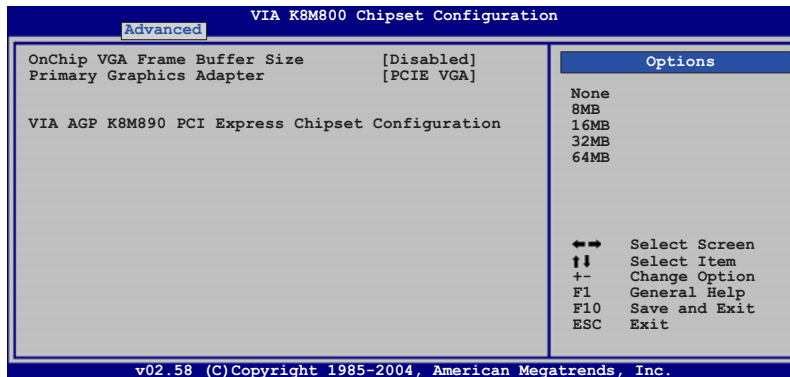 VIA K8M800 Chipset Configuration
Advanced
OnChip VGA Frame Buffer Size [Disabled]
Primary Graphics Adapter [PCIE VGA]
VIA AGP K8M890 PCI Express Chipset Configuration
Options
None
8MB
16MB
32MB
64MB
Select Screen
Select Item
+- Change Option
F1 General Help
F10 Save and Exit
ESC Exit
v02.58 (C)Copyright 1985-2004, American Megatrends, Inc.